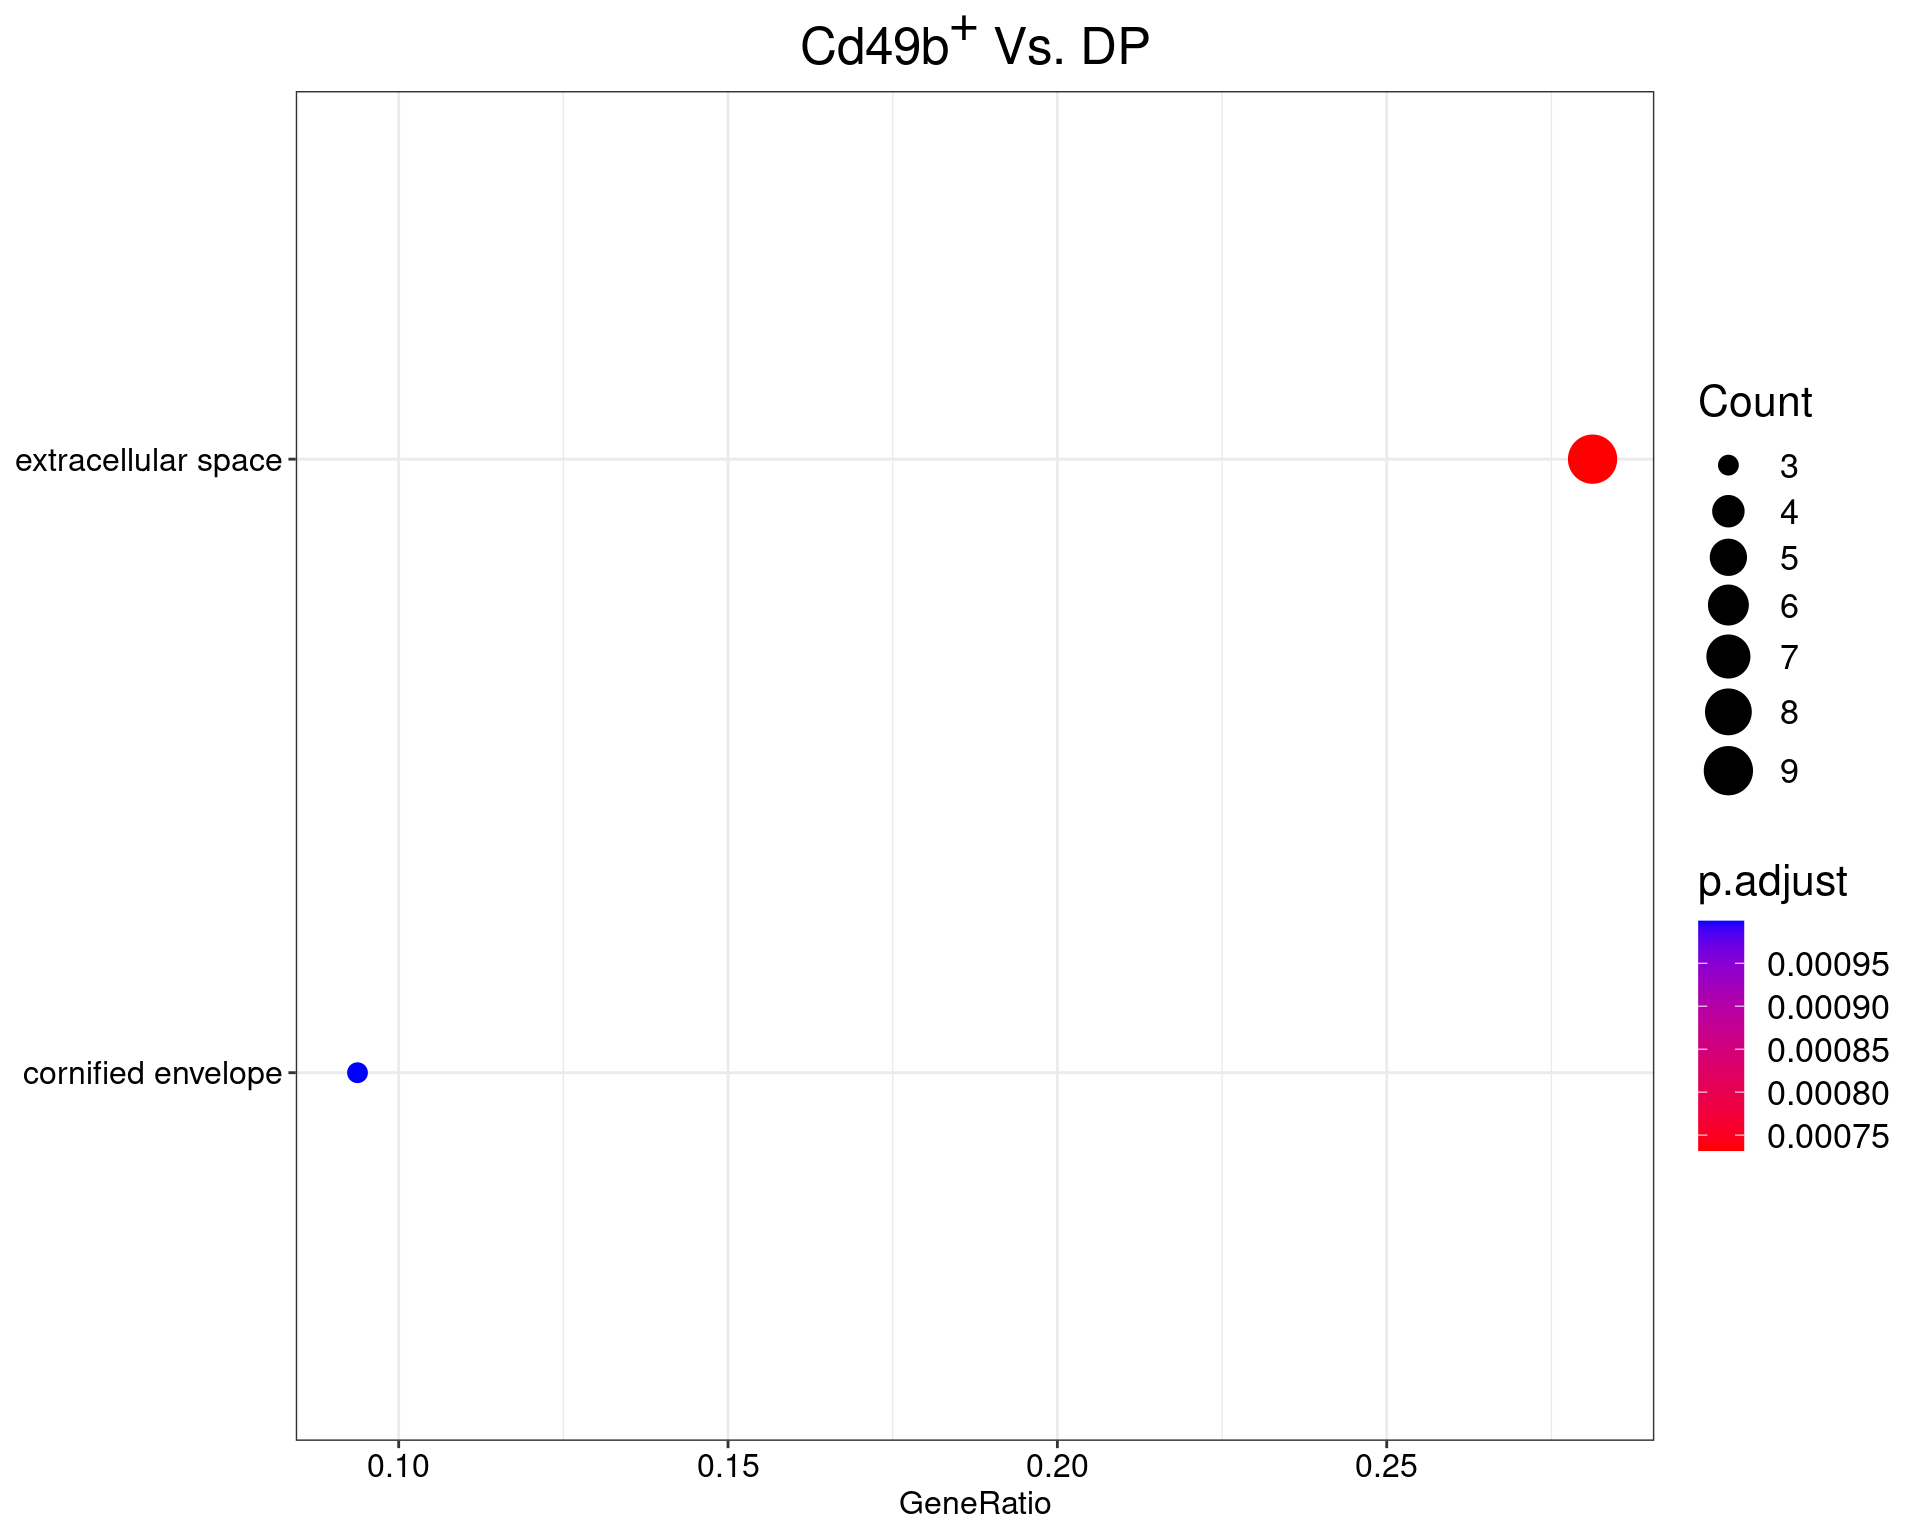 Cd49b+ Vs. DP
extracellular space
cornified envelope
0.10 0.15 0.20 0.25
GeneRatio
Count
3
4
5
6
7
8
9
p.adjust
0.00095
0.00090
0.00085
0.00080
0.00075